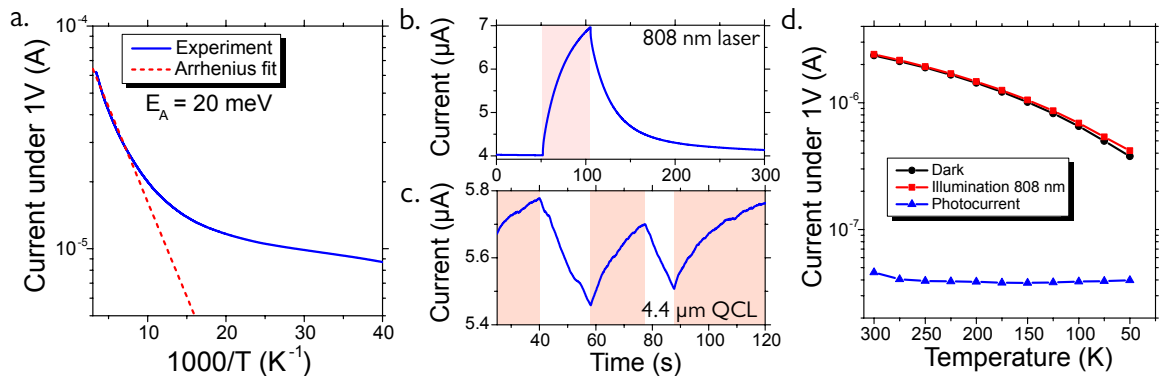 a.
Current under 1V (A)
10⁻⁴
10⁻⁵
Experiment
Arrhenius fit
E_A = 20 meV
10 20 30 40
1000/T (K⁻¹)
b.
Current (µA)
7
6
5
4
808 nm laser
0 100 200 300
c.
Current (µA)
5.8
5.6
5.4
4.4 µm QCL
40 60 80 100 120
Time (s)
d.
Current under 1V (A)
10⁻⁶
10⁻⁷
Dark
Illumination 808 nm
Photocurrent
300 250 200 150 100 50
Temperature (K)